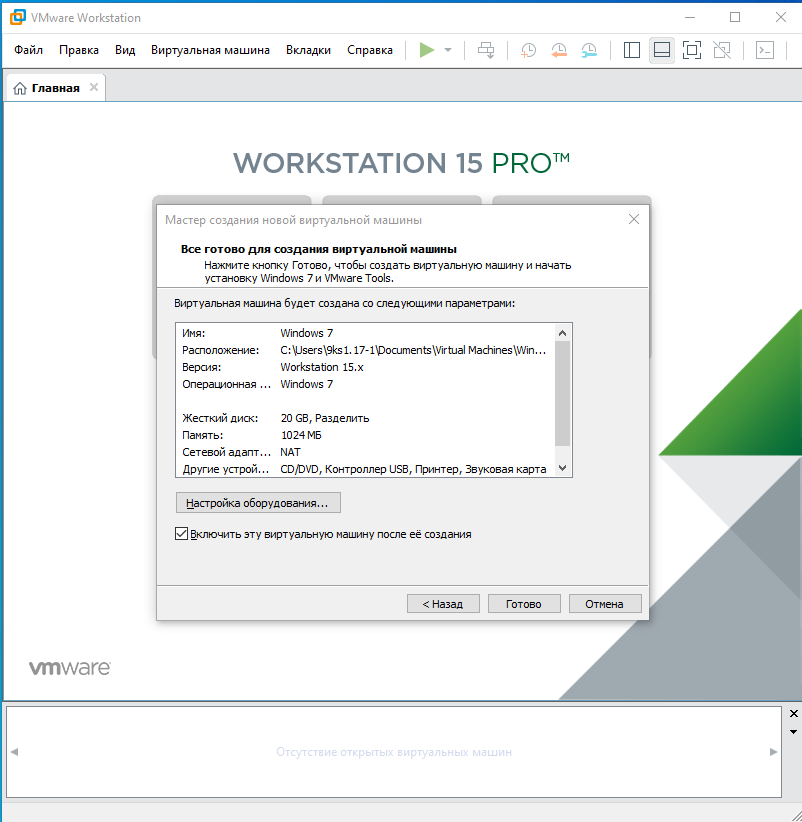 VMware Workstation
Файл Правка Вид Виртуальная машина Вкладки Справка
Главная
WORKSTATION 15 PRO™
Мастер создания новой виртуальной машины
Все готово для создания виртуальной машины
Нажмите кнопку Готово, чтобы создать виртуальную машину и начать
установку Windows 7 и VMware Tools.
Виртуальная машина будет создана со следующими параметрами:
Имя: Windows 7
Расположение: C:\Users\9ks1.17-1\Documents\Virtual Machines\Win...
Версия: Workstation 15.x
Операционная ... Windows 7
Жесткий диск: 20 GB, Разделить
Память: 1024 МБ
Сетевой адапт... NAT
Другие устрой... CD/DVD, Контроллер USB, Принтер, Звуковая карта
Настройка оборудования...
Включить эту виртуальную машину после её создания
< Назад Готово Отмена
vmware
Отсутствие открытых виртуальных машин